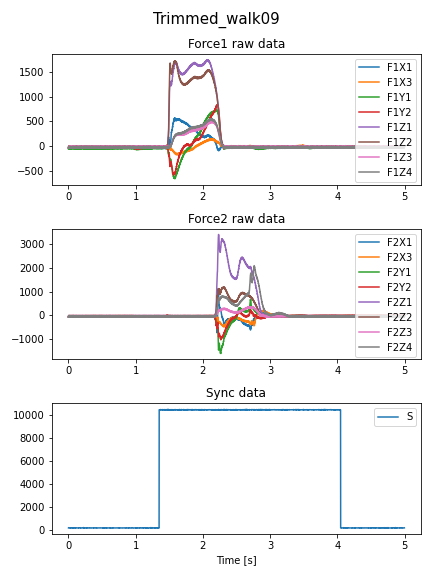 Trimmed_walk09
Force1 raw data
1500
1000
500
0
−500
F1X1
F1X3
F1Y1
F1Y2
F1Z1
F1Z2
F1Z3
F1Z4
0 1 2 3 4 5
Force2 raw data
3000
2000
1000
0
−1000
F2X1
F2X3
F2Y1
F2Y2
F2Z1
F2Z2
F2Z3
F2Z4
0 1 2 3 4 5
Sync data
10000
8000
6000
4000
2000
0
S
0 1 2 3 4 5
Time [s]